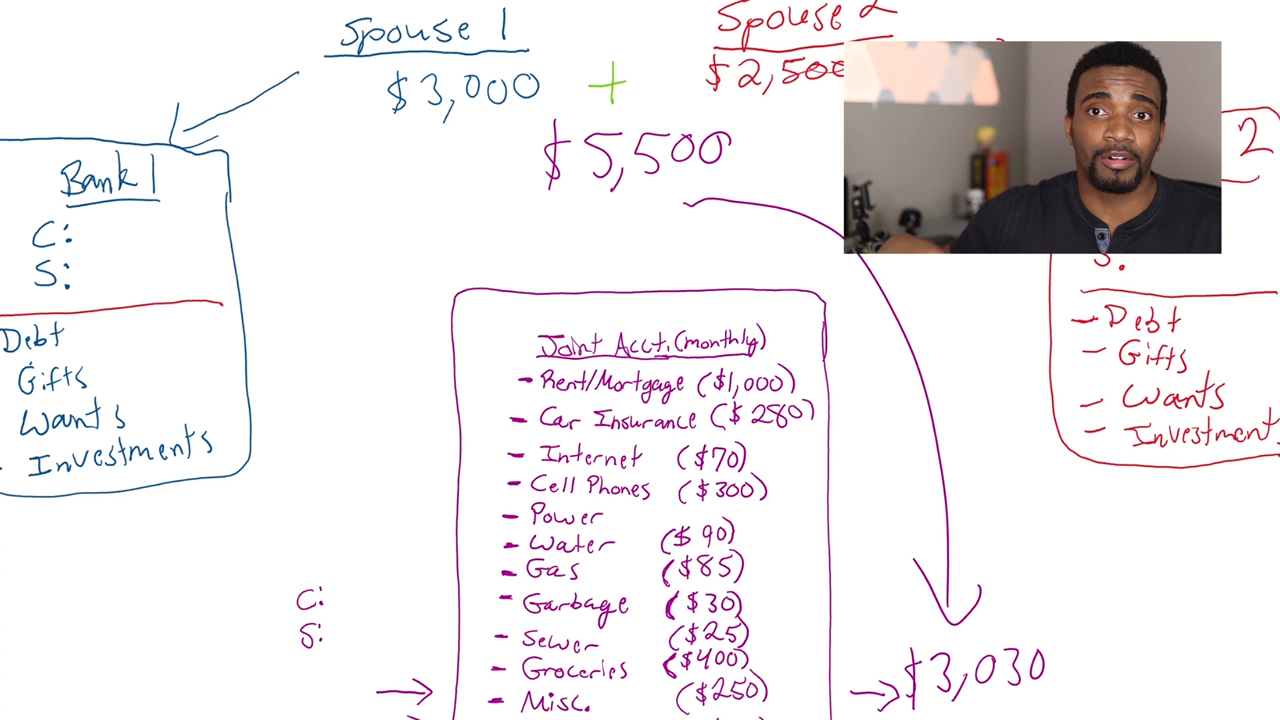 Spouse 1
$3,000
+
Spouse 2
$2,500
$5,500
Bank 1
C:
S:
Debt
Gifts
Wants
- Investments
2
S:
- Debt
- Gifts
- Wants
- Investment
Joint Acct. (monthly)
- Rent/Mortgage ($1,000)
- Car Insurance ($280)
- Internet ($70)
- Cell Phones ($300)
- Power
- Water ($90)
- Gas ($85)
- Garbage ($30)
- Sewer ($25)
- Groceries ($400)
- Misc. ($250)
C:
S:
$3,030